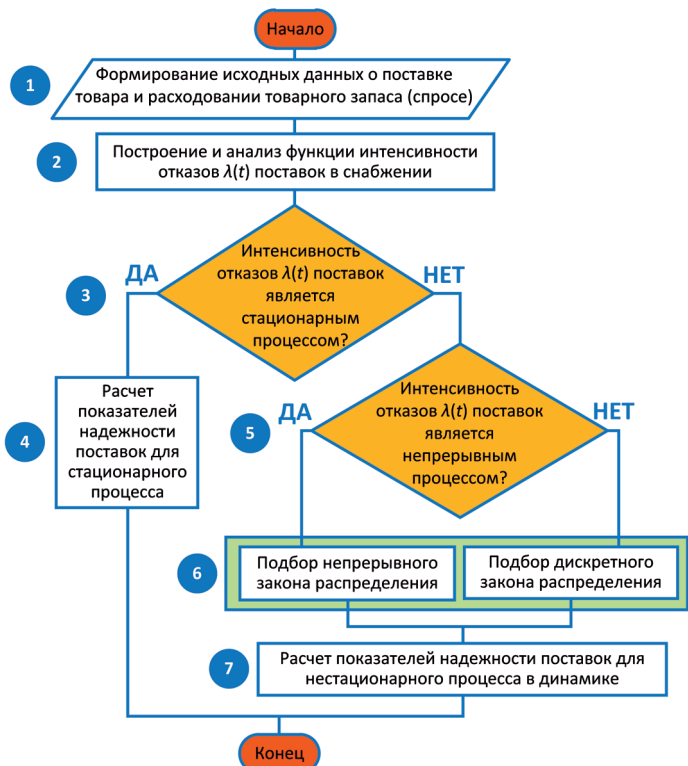 Начало
1
Формирование исходных данных о поставке
товара и расходовании товарного запаса (спросе)
2
Построение и анализ функции интенсивности
отказов λ(t) поставок в снабжении
3
ДА
Интенсивность
отказов λ(t) поставок
является
стационарным
процессом?
НЕТ
4
Расчет
показателей
надежности
поставок для
стационарного
процесса
5
ДА
Интенсивность
отказов λ(t) поставок
является
непрерывным
процессом?
НЕТ
6
Подбор непрерывного
закона распределения
Подбор дискретного
закона распределения
7
Расчет показателей надежности поставок для
нестационарного процесса в динамике
Конец